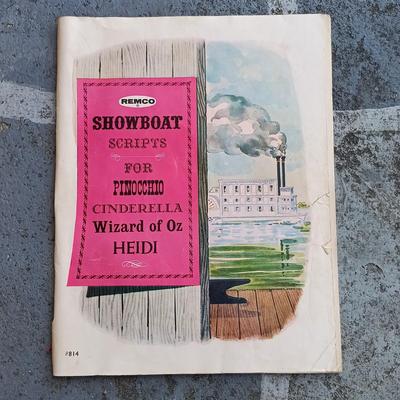 REMCO
SHOWBOAT
SCRIPTS
FOR
PINOCCHIO
CINDERELLA
Wizard of Oz
HEIDI
#814